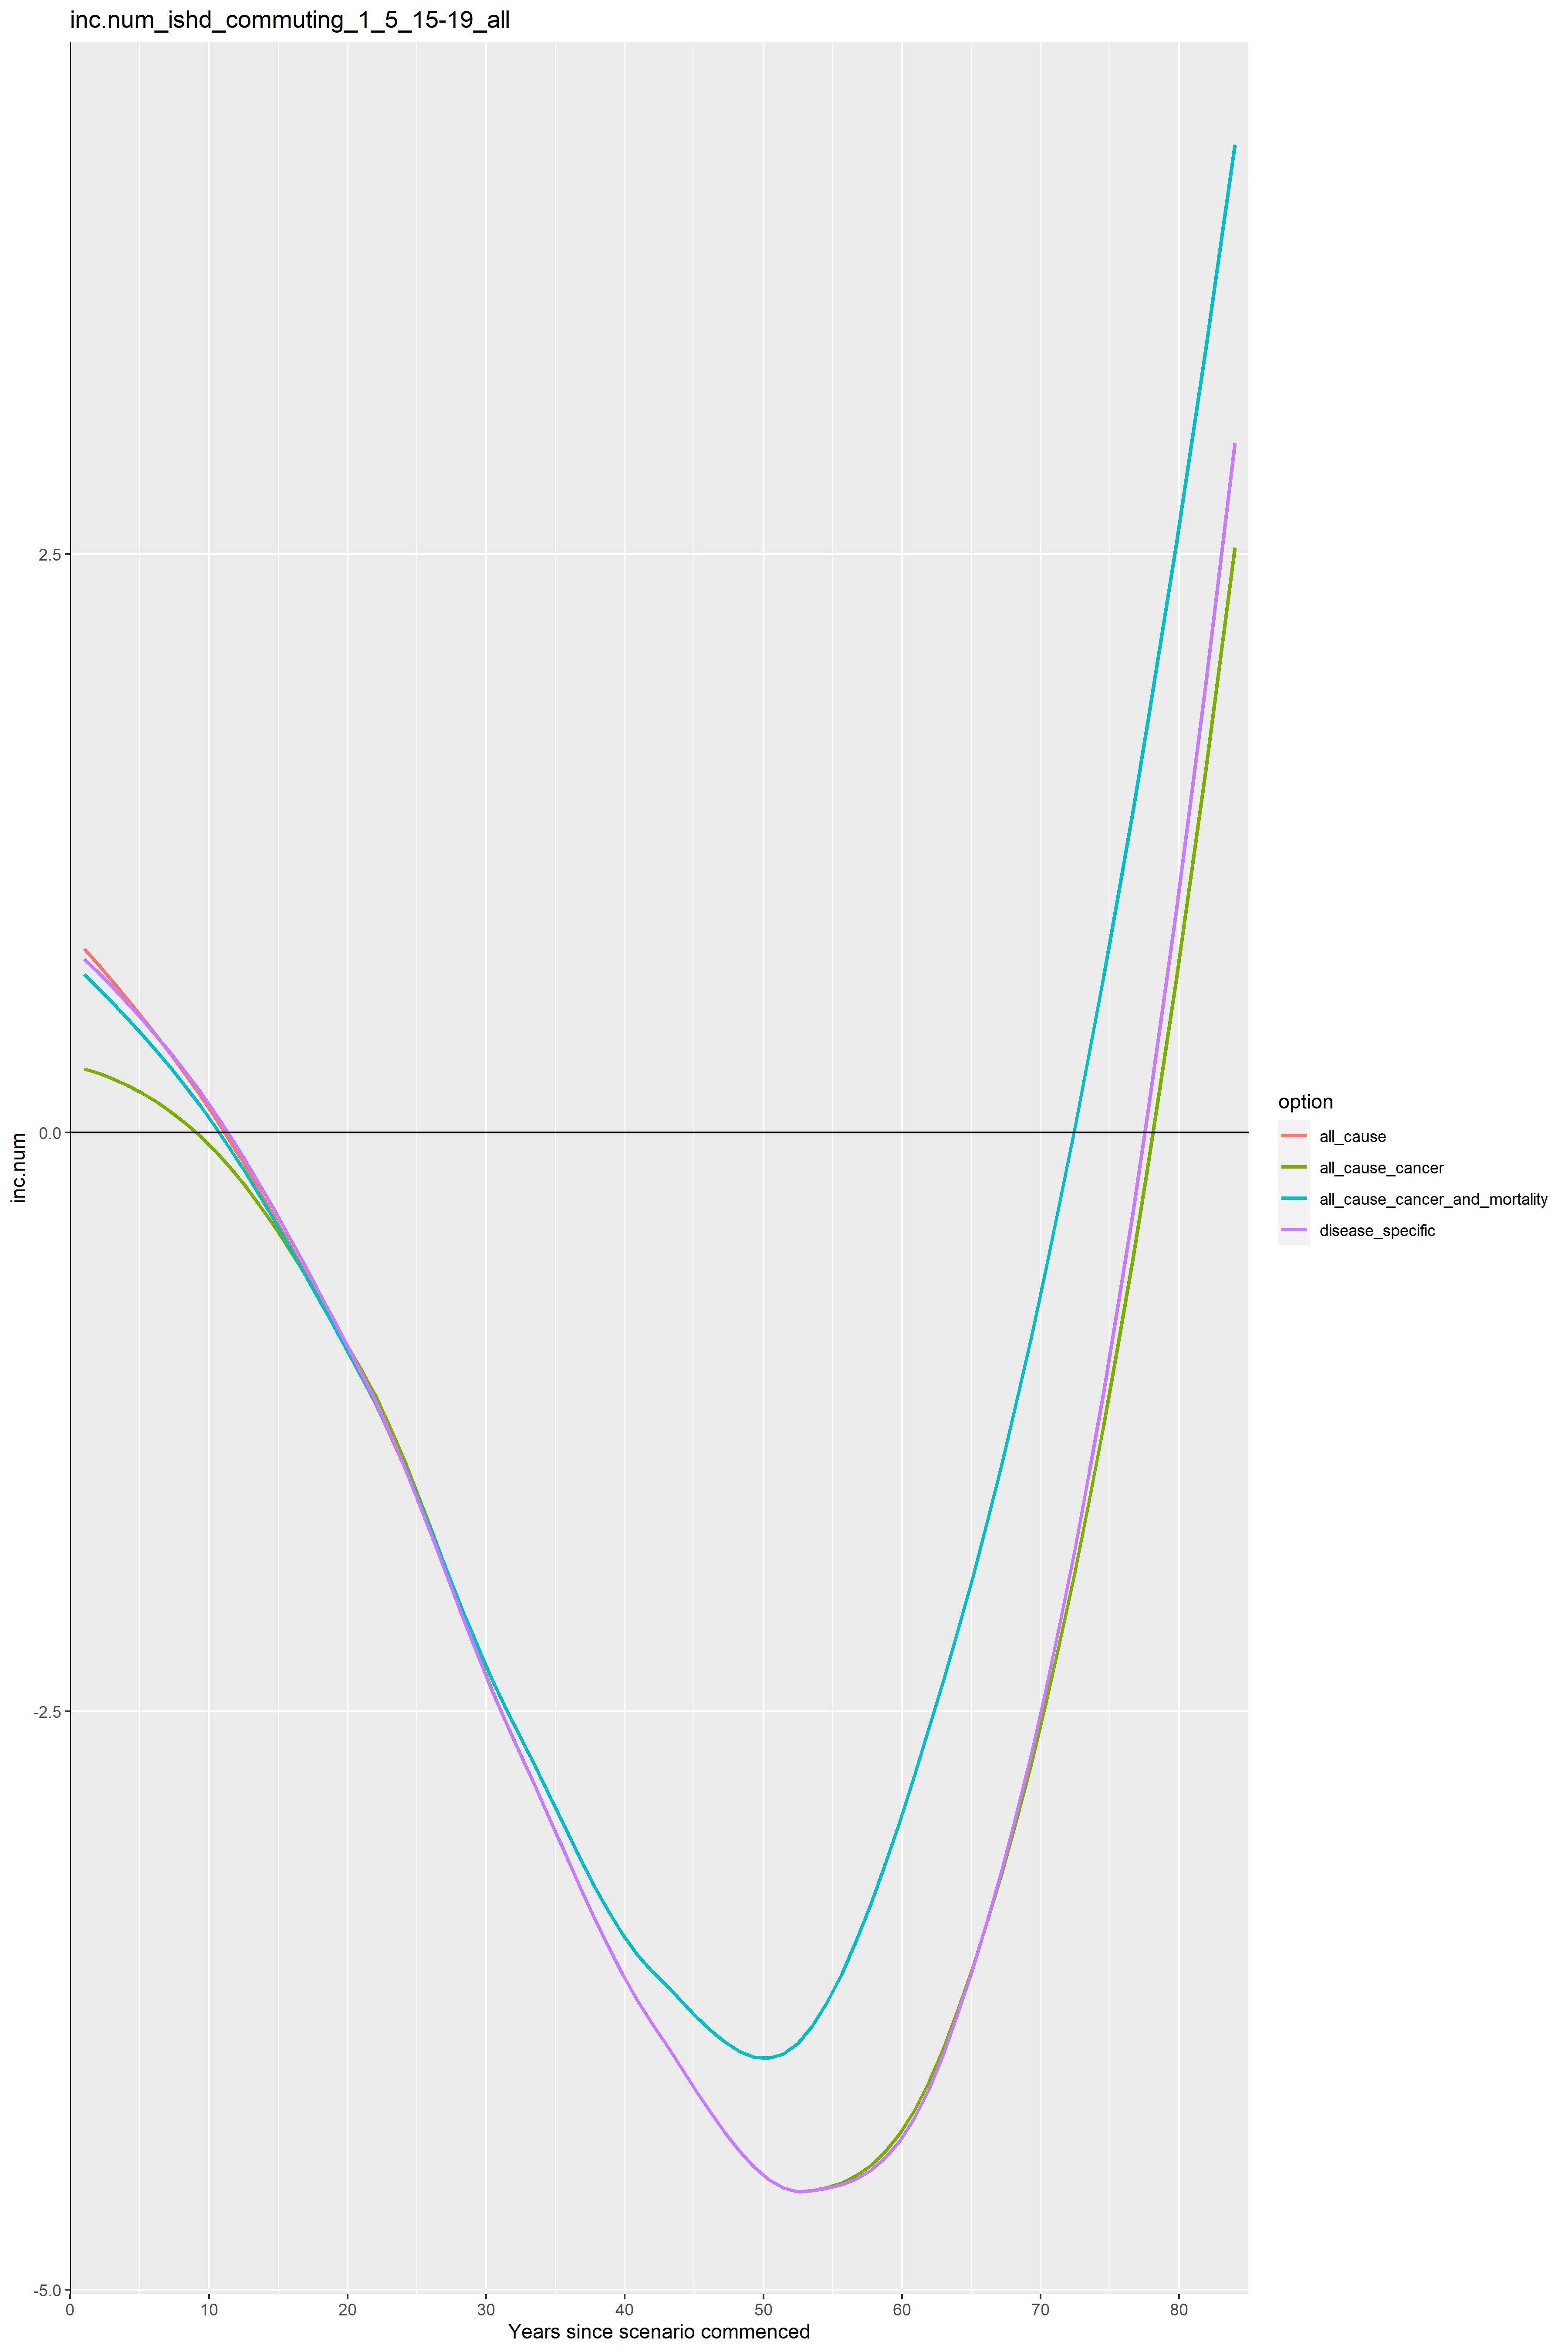 inc.num_ishd_commuting_1_5_15-19_all
inc.num
2.5
0.0
-2.5
-5.0
0 10 20 30 40 50 60 70 80
Years since scenario commenced
option
all_cause
all_cause_cancer
all_cause_cancer_and_mortality
disease_specific